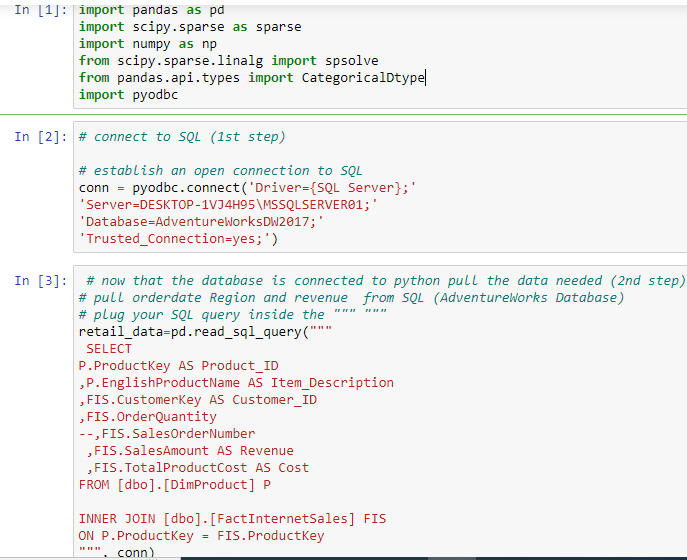 In [1]: import pandas as pd
import scipy.sparse as sparse
import numpy as np
from scipy.sparse.linalg import spsolve
from pandas.api.types import CategoricalDtype
import pyodbc
In [2]: # connect to SQL (1st step)
# establish an open connection to SQL
conn = pyodbc.connect('Driver={SQL Server};'
'Server=DESKTOP-1VJ4H95\MSSQLSERVER01;'
'Database=AdventureWorksDW2017;'
'Trusted_Connection=yes;')
In [3]: # now that the database is connected to python pull the data needed (2nd step)
# pull orderdate Region and revenue  from SQL (AdventureWorks Database)
# plug your SQL query inside the """ """
retail_data=pd.read_sql_query("""
SELECT
P.ProductKey AS Product_ID
,P.EnglishProductName AS Item_Description
,FIS.CustomerKey AS Customer_ID
,FIS.OrderQuantity
--,FIS.SalesOrderNumber
,FIS.SalesAmount AS Revenue
,FIS.TotalProductCost AS Cost
FROM [dbo].[DimProduct] P
INNER JOIN [dbo].[FactInternetSales] FIS
ON P.ProductKey = FIS.ProductKey
""", conn)